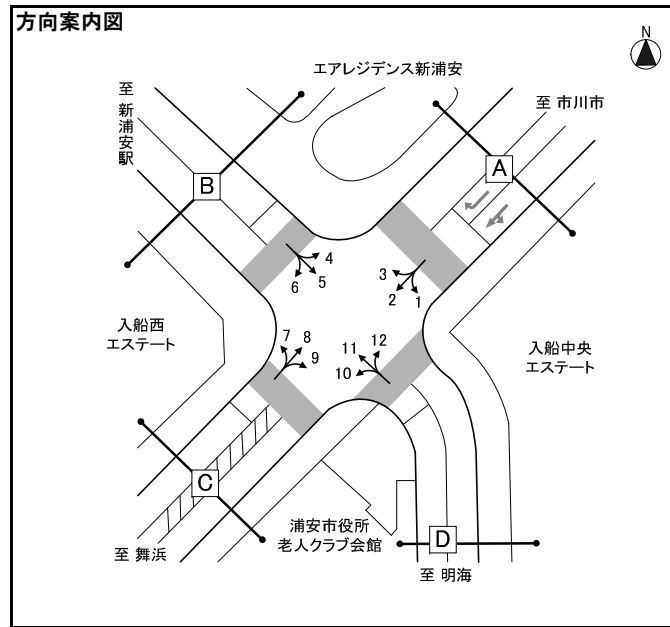 方向案内図
N
エアレジデンス新浦安
至 新浦安駅
至 市川市
A
B
4
5
6
3
2
1
入船西
エステート
7
8
9
11
12
10
入船中央
エステート
C
浦安市役所
老人クラブ会館
D
至 舞浜
至 明海